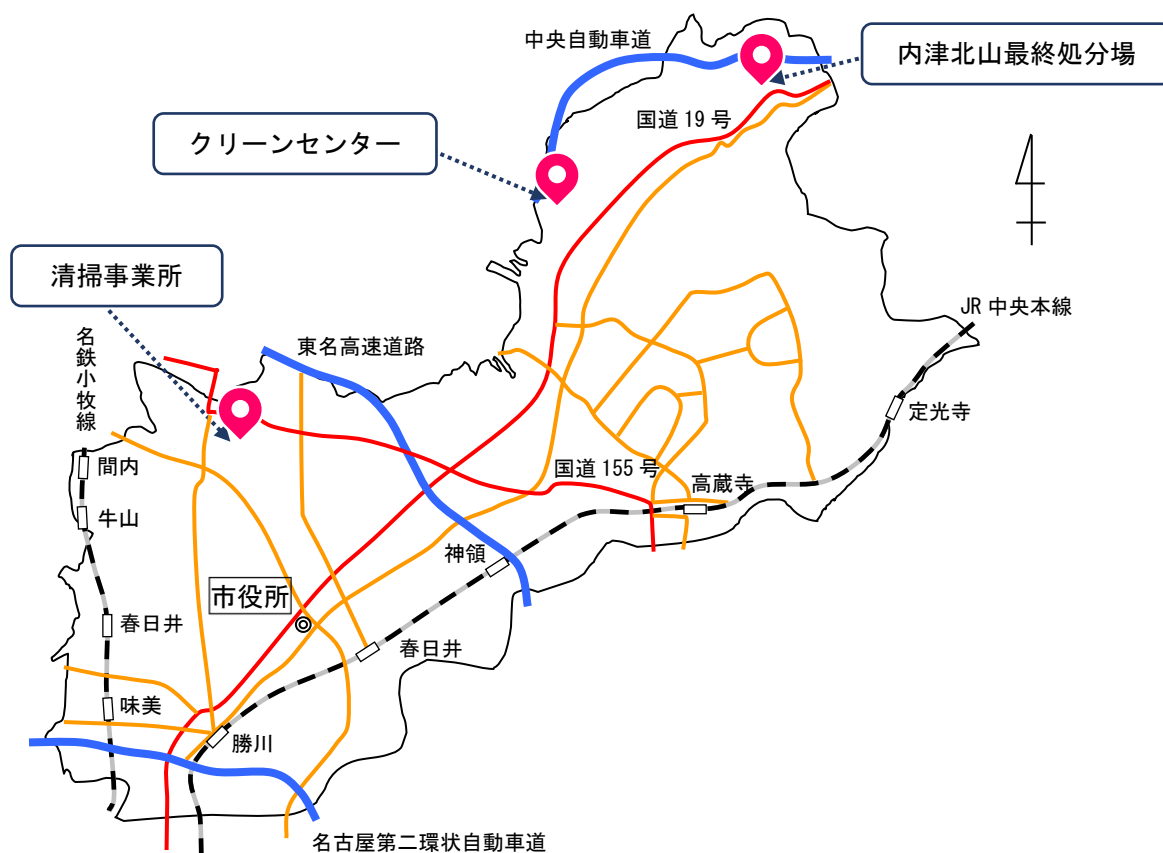 中央自動車道
内津北山最終処分場
国道 19 号
クリーンセンター
清掃事業所
JR 中央本線
名鉄小牧線
東名高速道路
定光寺
間内
国道 155 号
高蔵寺
牛山
神領
市役所
春日井
春日井
味美
勝川
名古屋第二環状自動車道